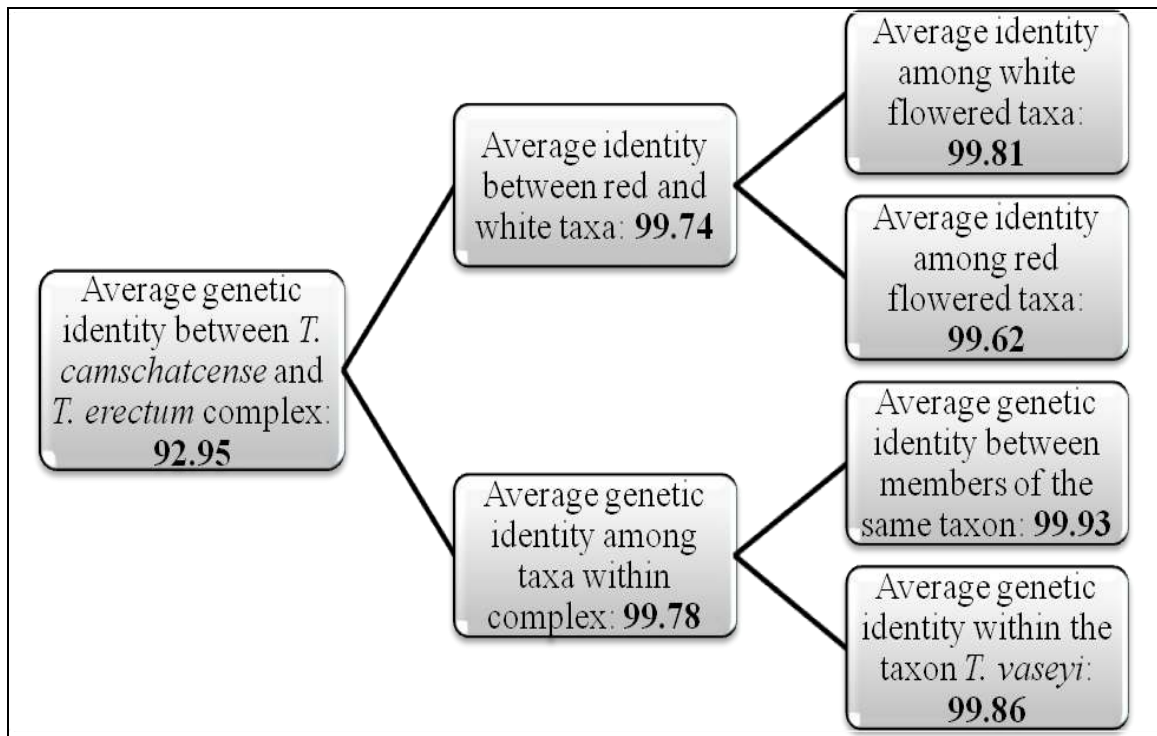 Average genetic
identity between T.
camschatcense and
T. erectum complex:
92.95
Average identity
between red and
white taxa: 99.74
Average genetic
identity among
taxa within
complex: 99.78
Average identity
among white
flowered taxa:
99.81
Average identity
among red
flowered taxa:
99.62
Average genetic
identity between
members of the
same taxon: 99.93
Average genetic
identity within the
taxon T. vaseyi:
99.86